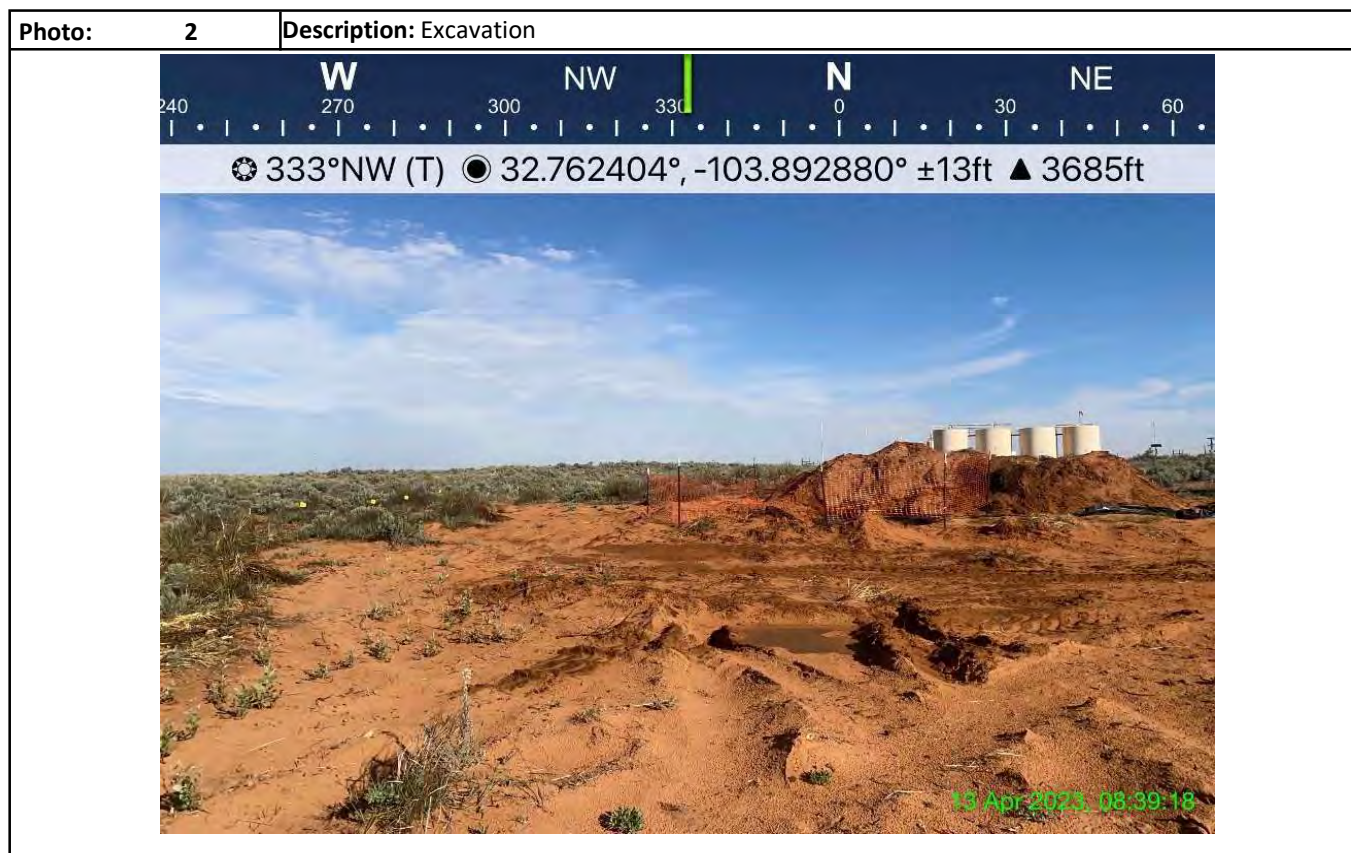 Photo: 2 Description: Excavation
W NW N NE
240 270 300 330 0 30 60
333°NW (T) 32.762404°, -103.892880° ±13ft ▲ 3685ft
13 Apr 2023, 08:39:18